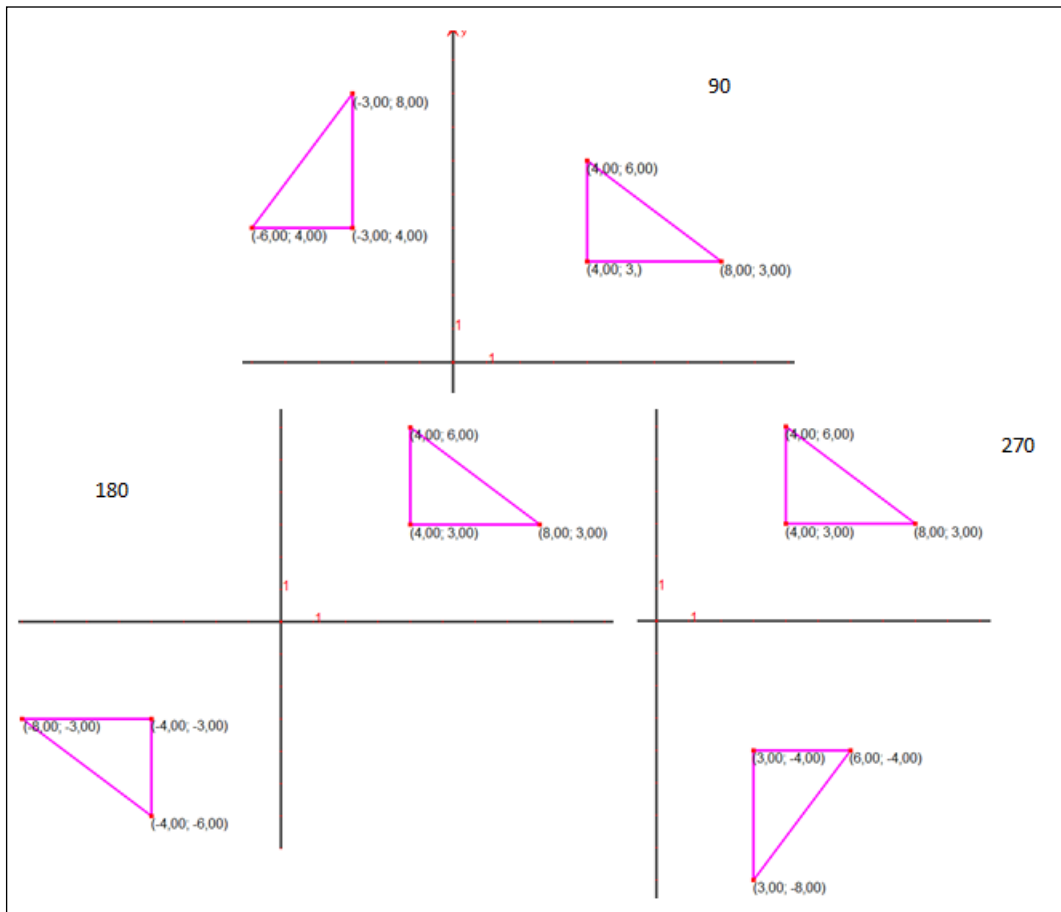 y
90
(-3,00; 8,00)
(4,00; 6,00)
(-6,00; 4,00) (-3,00; 4,00)
(4,00; 3,) (8,00; 3,00)
1
1
180
(4,00; 6,00)
(4,00; 3,00) (8,00; 3,00)
1
1
(-8,00; -3,00) (-4,00; -3,00)
(-4,00; -6,00)
270
(4,00; 6,00)
(4,00; 3,00) (8,00; 3,00)
1
1
(3,00; -4,00) (6,00; -4,00)
(3,00; -8,00)